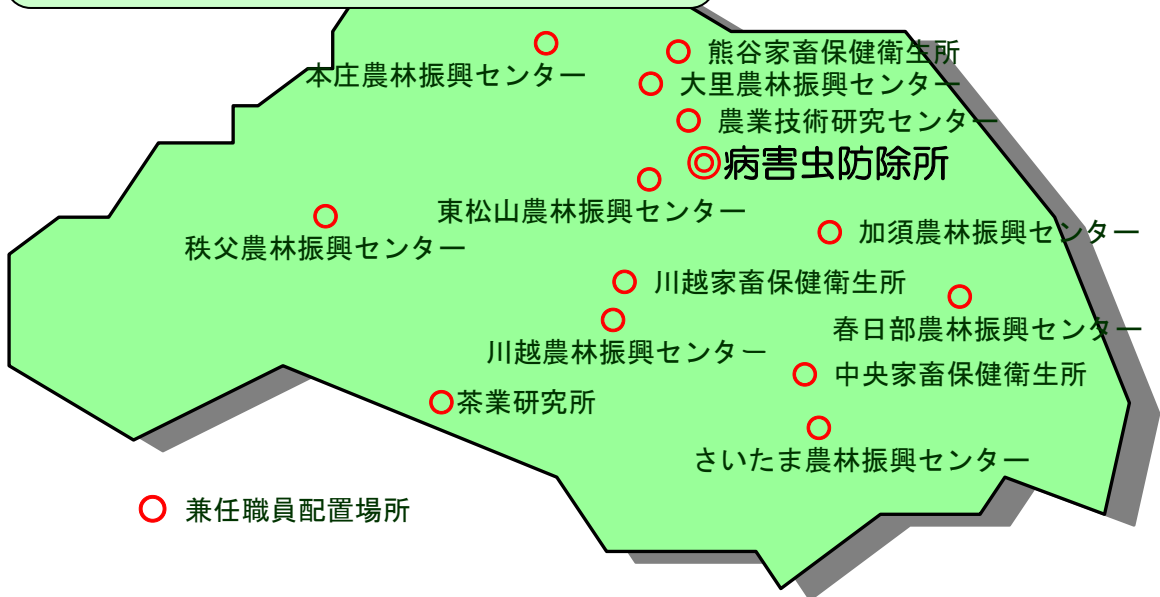 熊谷家畜保健衛生所
本庄農林振興センター
大里農林振興センター
農業技術研究センター
病害虫防除所
東松山農林振興センター
加須農林振興センター
秩父農林振興センター
川越家畜保健衛生所
春日部農林振興センター
川越農林振興センター
中央家畜保健衛生所
茶業研究所
さいたま農林振興センター
兼任職員配置場所